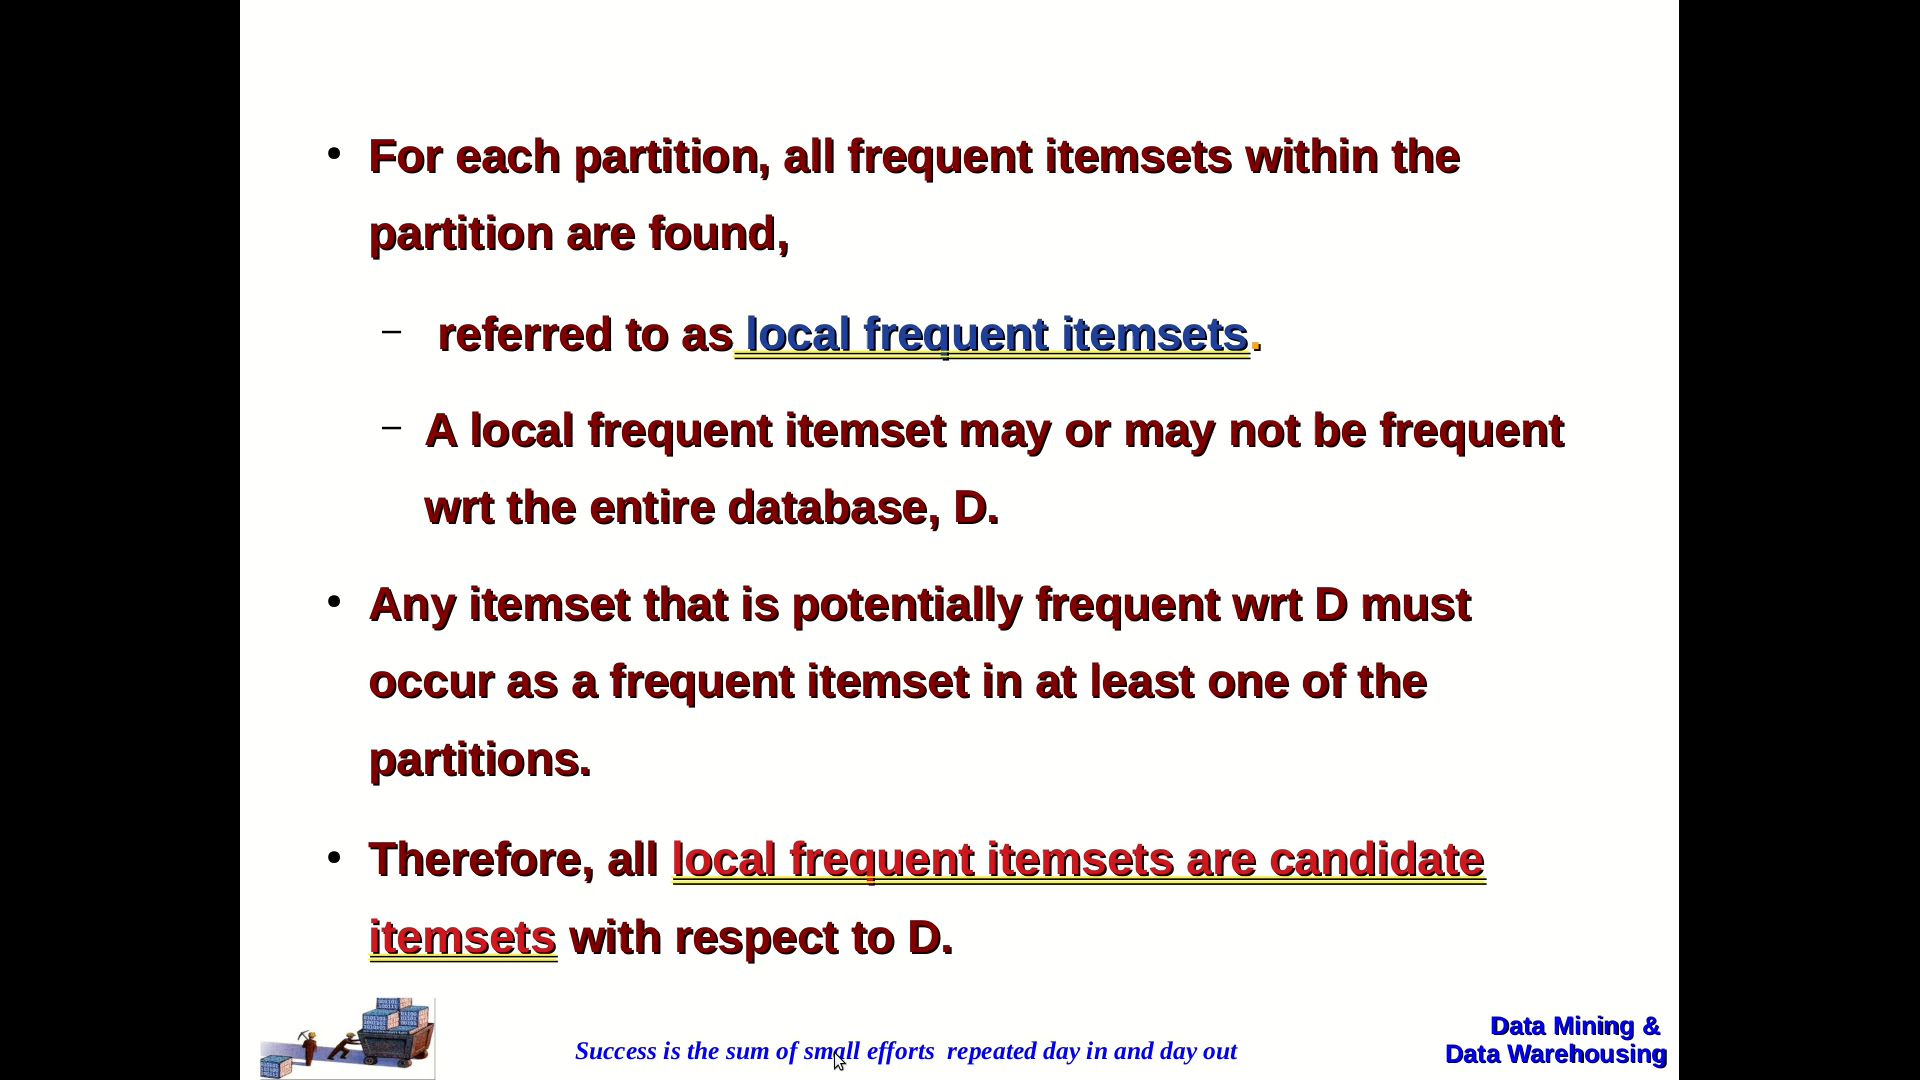 • For each partition, all frequent itemsets within the
partition are found,
– referred to as local frequent itemsets.
– A local frequent itemset may or may not be frequent
wrt the entire database, D.
• Any itemset that is potentially frequent wrt D must
occur as a frequent itemset in at least one of the
partitions.
• Therefore, all local frequent itemsets are candidate
itemsets with respect to D.
Success is the sum of small efforts repeated day in and day out
Data Mining &
Data Warehousing